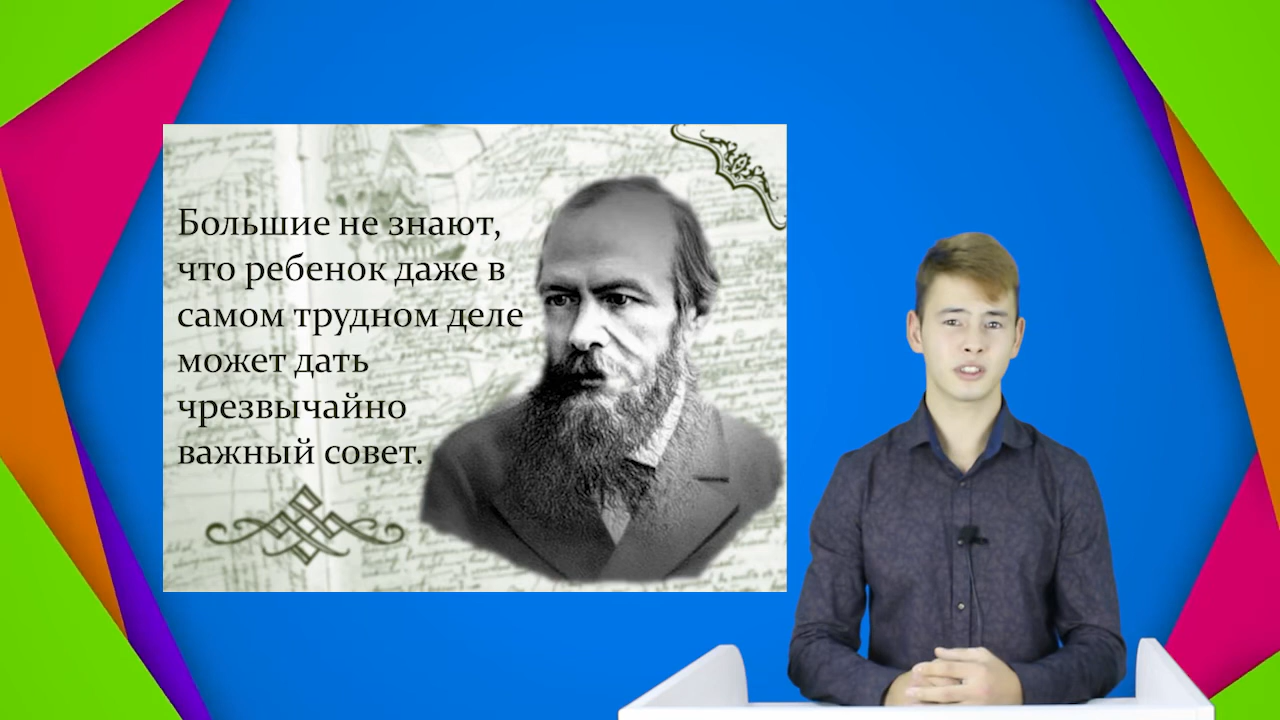 Большие не знают,
что ребенок даже в
самом трудном деле
может дать
чрезвычайно
важный совет.